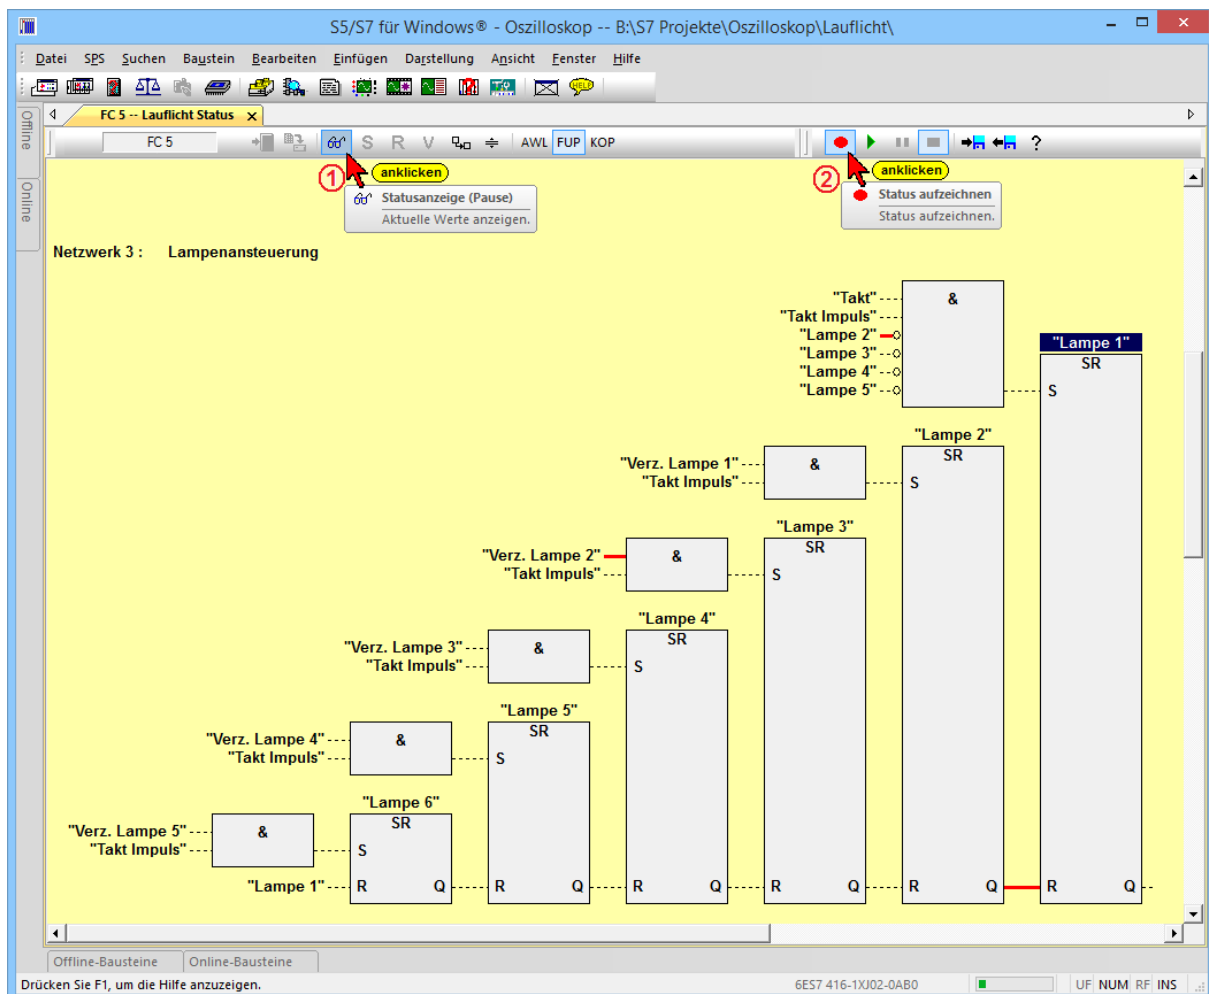 S5/S7 für Windows® - Oszilloskop -- B:\S7 Projekte\Oszilloskop\Lauflicht\
Datei SPS Suchen Baustein Bearbeiten Einfügen Darstellung Ansicht Fenster Hilfe
HELP
Offline
Online
FC 5 -- Lauflicht Status x
FC 5 S R V AWL FUP KOP ?
1 anklicken
Statusanzeige (Pause)
Aktuelle Werte anzeigen.
2 anklicken
Status aufzeichnen
Status aufzeichnen.
Netzwerk 3 : Lampenansteuerung
"Takt" &
"Takt Impuls"
"Lampe 2"
"Lampe 3"
"Lampe 4"
"Lampe 5"
"Lampe 1"
SR
S
"Lampe 2"
SR
"Verz. Lampe 1" &
"Takt Impuls" S
"Lampe 3"
SR
"Verz. Lampe 2" &
"Takt Impuls" S
"Lampe 4"
SR
"Verz. Lampe 3" &
"Takt Impuls" S
"Lampe 5"
SR
"Verz. Lampe 4" &
"Takt Impuls" S
"Lampe 6"
SR
"Verz. Lampe 5" &
"Takt Impuls" S
"Lampe 1" R Q R Q R Q R Q R Q R Q
Offline-Bausteine Online-Bausteine
Drücken Sie F1, um die Hilfe anzuzeigen. 6ES7 416-1XJ02-0AB0 UF NUM RF INS